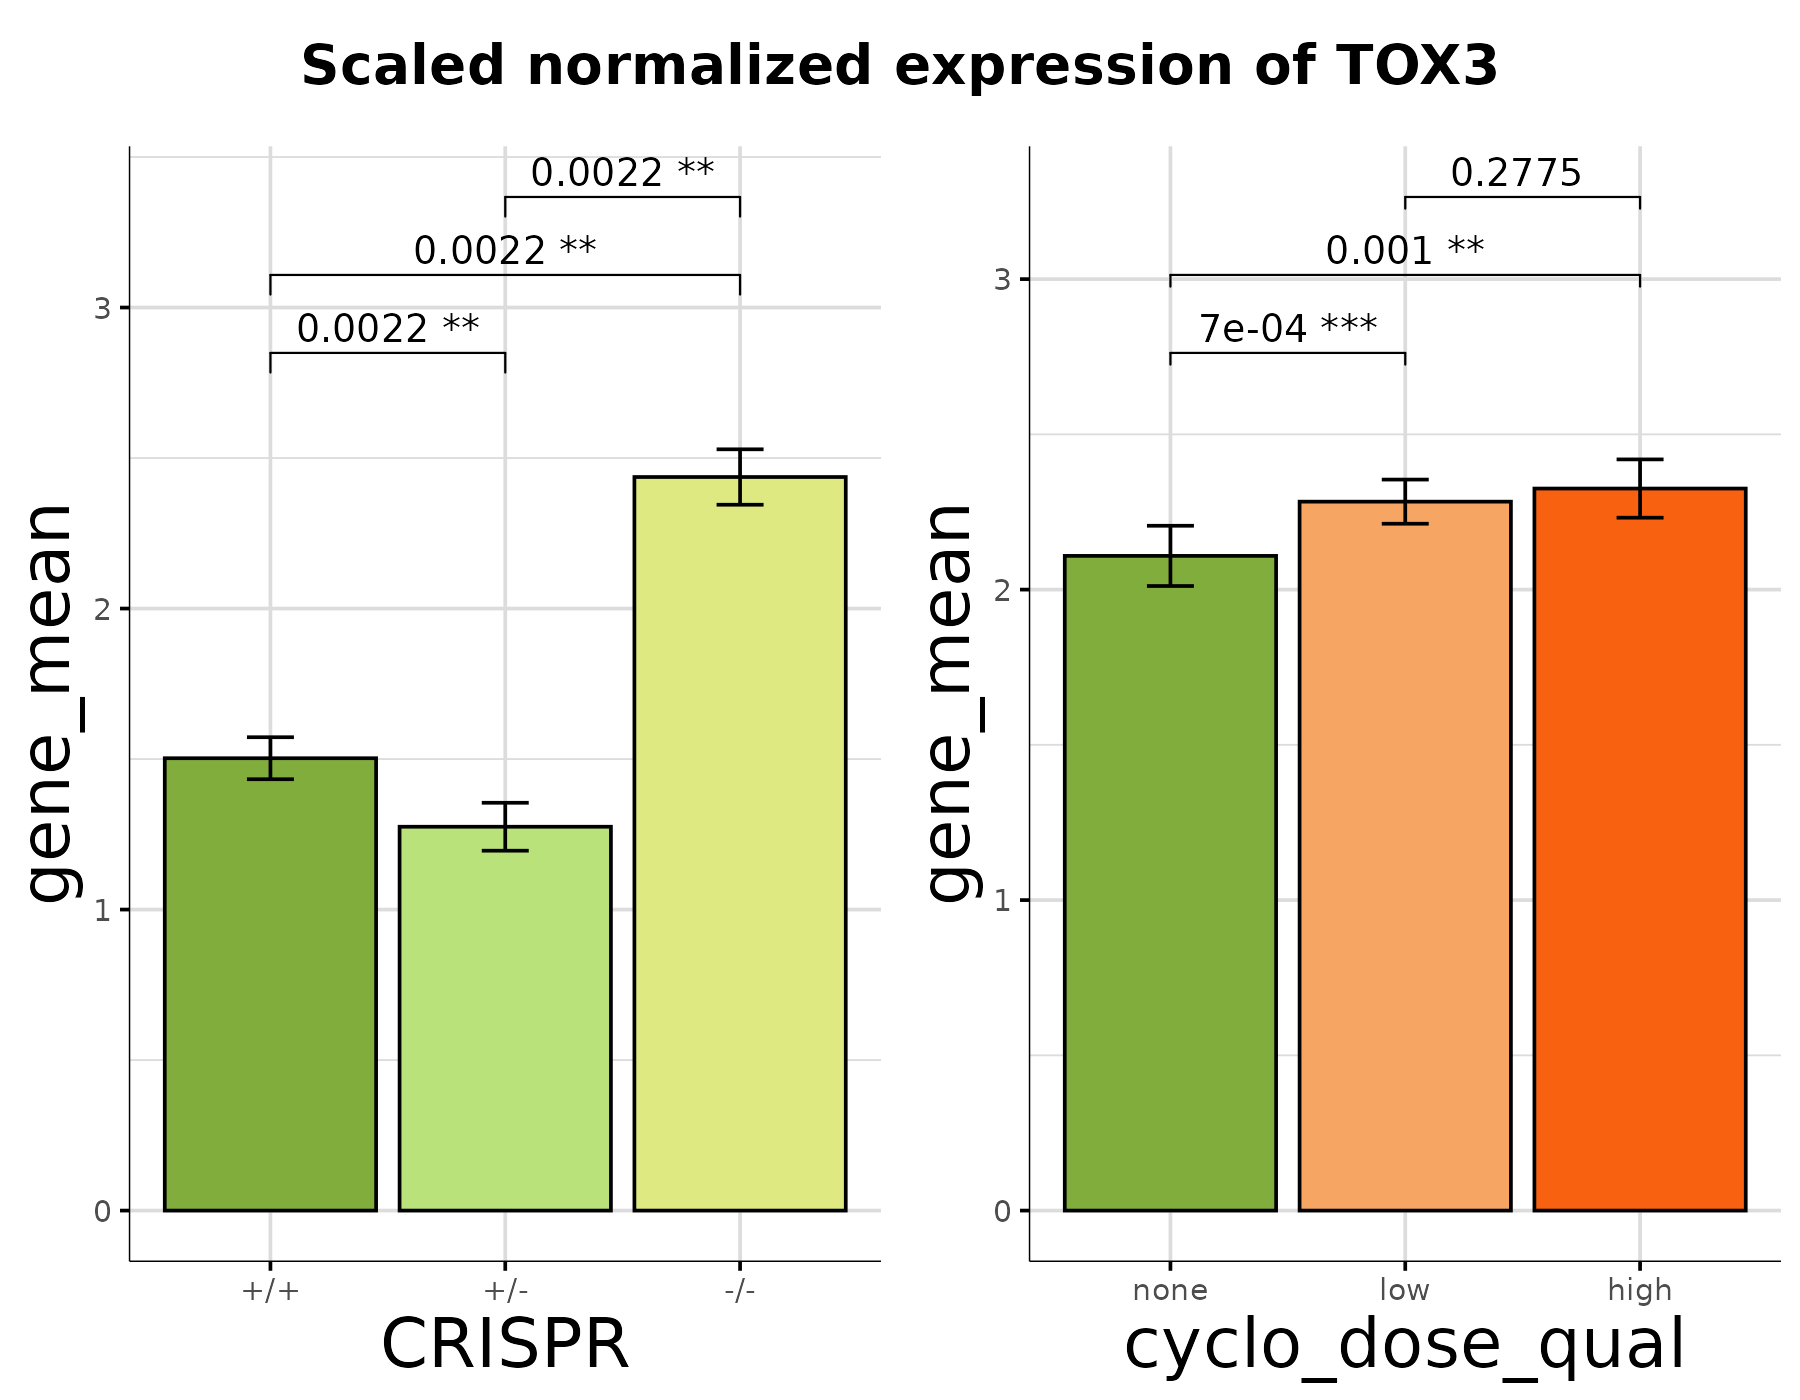 Scaled normalized expression of TOX3
gene_mean
0.0022 **
0.0022 **
0.0022 **
3
2
1
0
+/+
+/-
-/-
CRISPR
gene_mean
0.2775
0.001 **
7e-04 ***
3
2
1
0
none
low
high
cyclo_dose_qual